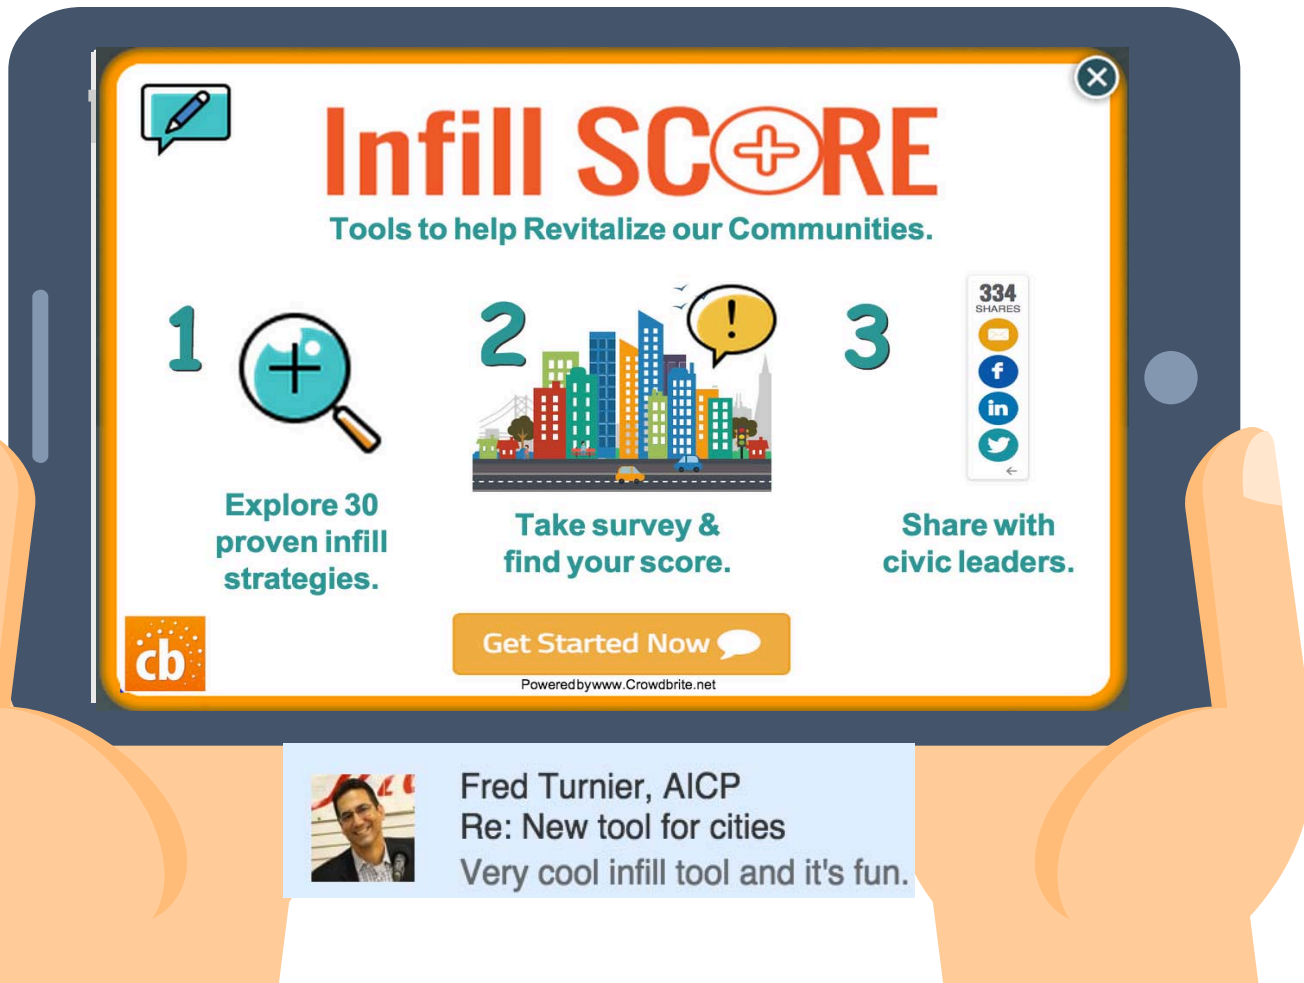 Infill SCORE
Tools to help Revitalize our Communities.
1
2
!
3
334
SHARES
f
in
Explore 30
proven infill
strategies.
Take survey &
find your score.
Share with
civic leaders.
cb
Get Started Now
Poweredbywww.Crowdbrite.net
Fred Turnier, AICP
Re: New tool for cities
Very cool infill tool and it's fun.